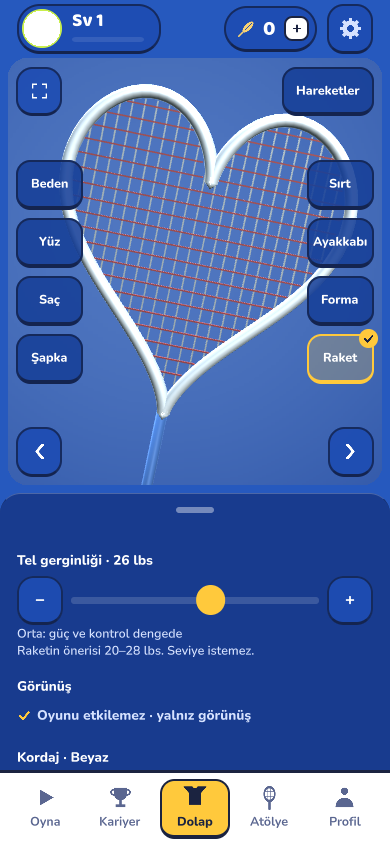 Sv 1
0
+
Hareketler
Beden
Sırt
Yüz
Ayakkabı
Saç
Forma
Şapka
Raket
Tel gerginliği · 26 lbs
−
+
Orta: güç ve kontrol dengede
Raketin önerisi 20–28 lbs. Seviye istemez.
Görünüş
Oyunu etkilemez · yalnız görünüş
Kordaj · Beyaz
Oyna
Kariyer
Dolap
Atölye
Profil